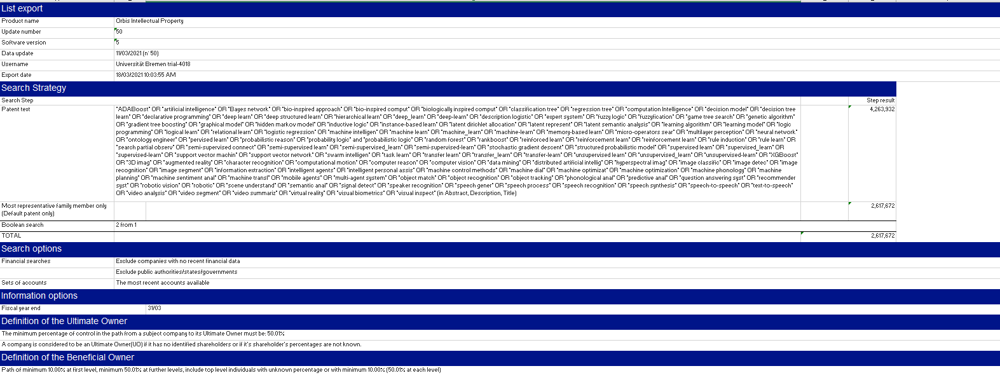 List export
Product name Orbis Intellectual Property
Update number 50
Software version 5
Data update 11/03/2021 (n° 50)
Username Universität Bremen trial-4018
Export date 18/03/2021 10:03:55 AM
Search Strategy
Search Step Step result
Patent text "ADABoost" OR "artificial intelligence" OR "Bayes network" OR "bio-inspired approach" OR "bio-inspired comput" OR "biologically inspired comput" OR "classification tree" OR "regression tree" OR "computation Intelligence" OR "decision model" OR "decision tree 4,263,932
learn" OR "declarative programming" OR "deep learn" OR "deep structured learn" OR "hierarchical learn" OR "deep_learn" OR "deep-learn" OR "description logistic" OR "expert system" OR "fuzzy logic" OR "fuzzyfication" OR "game tree search" OR "genetic algorithm"
OR "gradient tree boosting" OR "graphical model" OR "hidden markov model" OR "inductive logic" OR "instance-based learn" OR "latent dirichlet allocation" OR "latent represent" OR "latent semantic analysis" OR "learning algorithm" OR "learning model" OR "logic
programming" OR "logical learn" OR "relational learn" OR "logistic regression" OR "machine intelligen" OR "machine learn" OR "machine_learn" OR "machine-learn" OR "memory-based learn" OR "micro-operators sear" OR "multilayer perception" OR "neural network"
OR "ontology engineer" OR "pervised learn" OR "probabilistic reason" OR "probability logic" and "probabilistic logic" OR "random forest" OR "rankboost" OR "reinforced learn" OR "reinforcement learn" OR "reinforcement learn" OR "rule induction" OR "rule learn" OR
"search partial observ" OR "semi-supervised connect" OR "semi-supervised learn" OR "semi-supervised_learn" OR "semi-supervised-learn" OR "stochastic gradient descent" OR "structured probabilistic model" OR "supervised learn" OR "supervised_learn" OR
"supervised-learn" OR "support vector machin" OR "support vector network" OR "swarm intelligen" OR "task learn" OR "transfer learn" OR "transfer_learn" OR "transfer-learn" OR "unsupervised learn" OR "unsupervised_learn" OR "unsupervised-learn" OR "XGBoost"
OR "3D imag" OR "augmented reality" OR "character recognition" OR "computational motion" OR "computer reason" OR "computer vision" OR "data mining" OR "distributed artificial intellig" OR "hyperspectral imag" OR "image classific" OR "image detec" OR "image
recognition" OR "image segment" OR "information extraction" OR "intelligent agents" OR "intelligent personal assis" OR "machine control methods" OR "machine dial" OR "machine optimizat" OR "machine optimization" OR "machine phonology" OR "machine
planning" OR "machine sentiment anal" OR "machine transl" OR "mobile agents" OR "multi-agent system" OR "object match" OR "object recognition" OR "object tracking" OR "phonological anal" OR "predictive anal" OR "question answering syst" OR "recommender
syst" OR "robotic vision" OR "robotic" OR "scene understand" OR "semantic anal" OR "signal detect" OR "speaker recognition" OR "speech gener" OR "speech process" OR "speech recognition" OR "speech synthesis" OR "speech-to-speech" OR "text-to-speech"
OR "video analysis" OR "video segment" OR "video summariz" OR "virtual reality" OR "visual biometrics" OR "visual inspect" (in Abstract, Description, Title)
Most representative family member only 2,617,672
(Default patent only)
Boolean search 2 from 1
TOTAL 2,617,672
Search options
Financial searches Exclude companies with no recent financial data
Exclude public authorities/states/governments
Sets of accounts The most recent accounts available
Information options
Fiscal year end 31/03
Definition of the Ultimate Owner
The minimum percentage of control in the path from a subject company to its Ultimate Owner must be: 50.01%
A company is considered to be an Ultimate Owner(UO) if it has no identified shareholders or if it's shareholder's percentages are not known.
Definition of the Beneficial Owner
Path of minimum 10.00% at first level, minimum 50.01% at further levels, include top level individuals with unknown percentage or with minimum 10.00% (50.01% at each level)